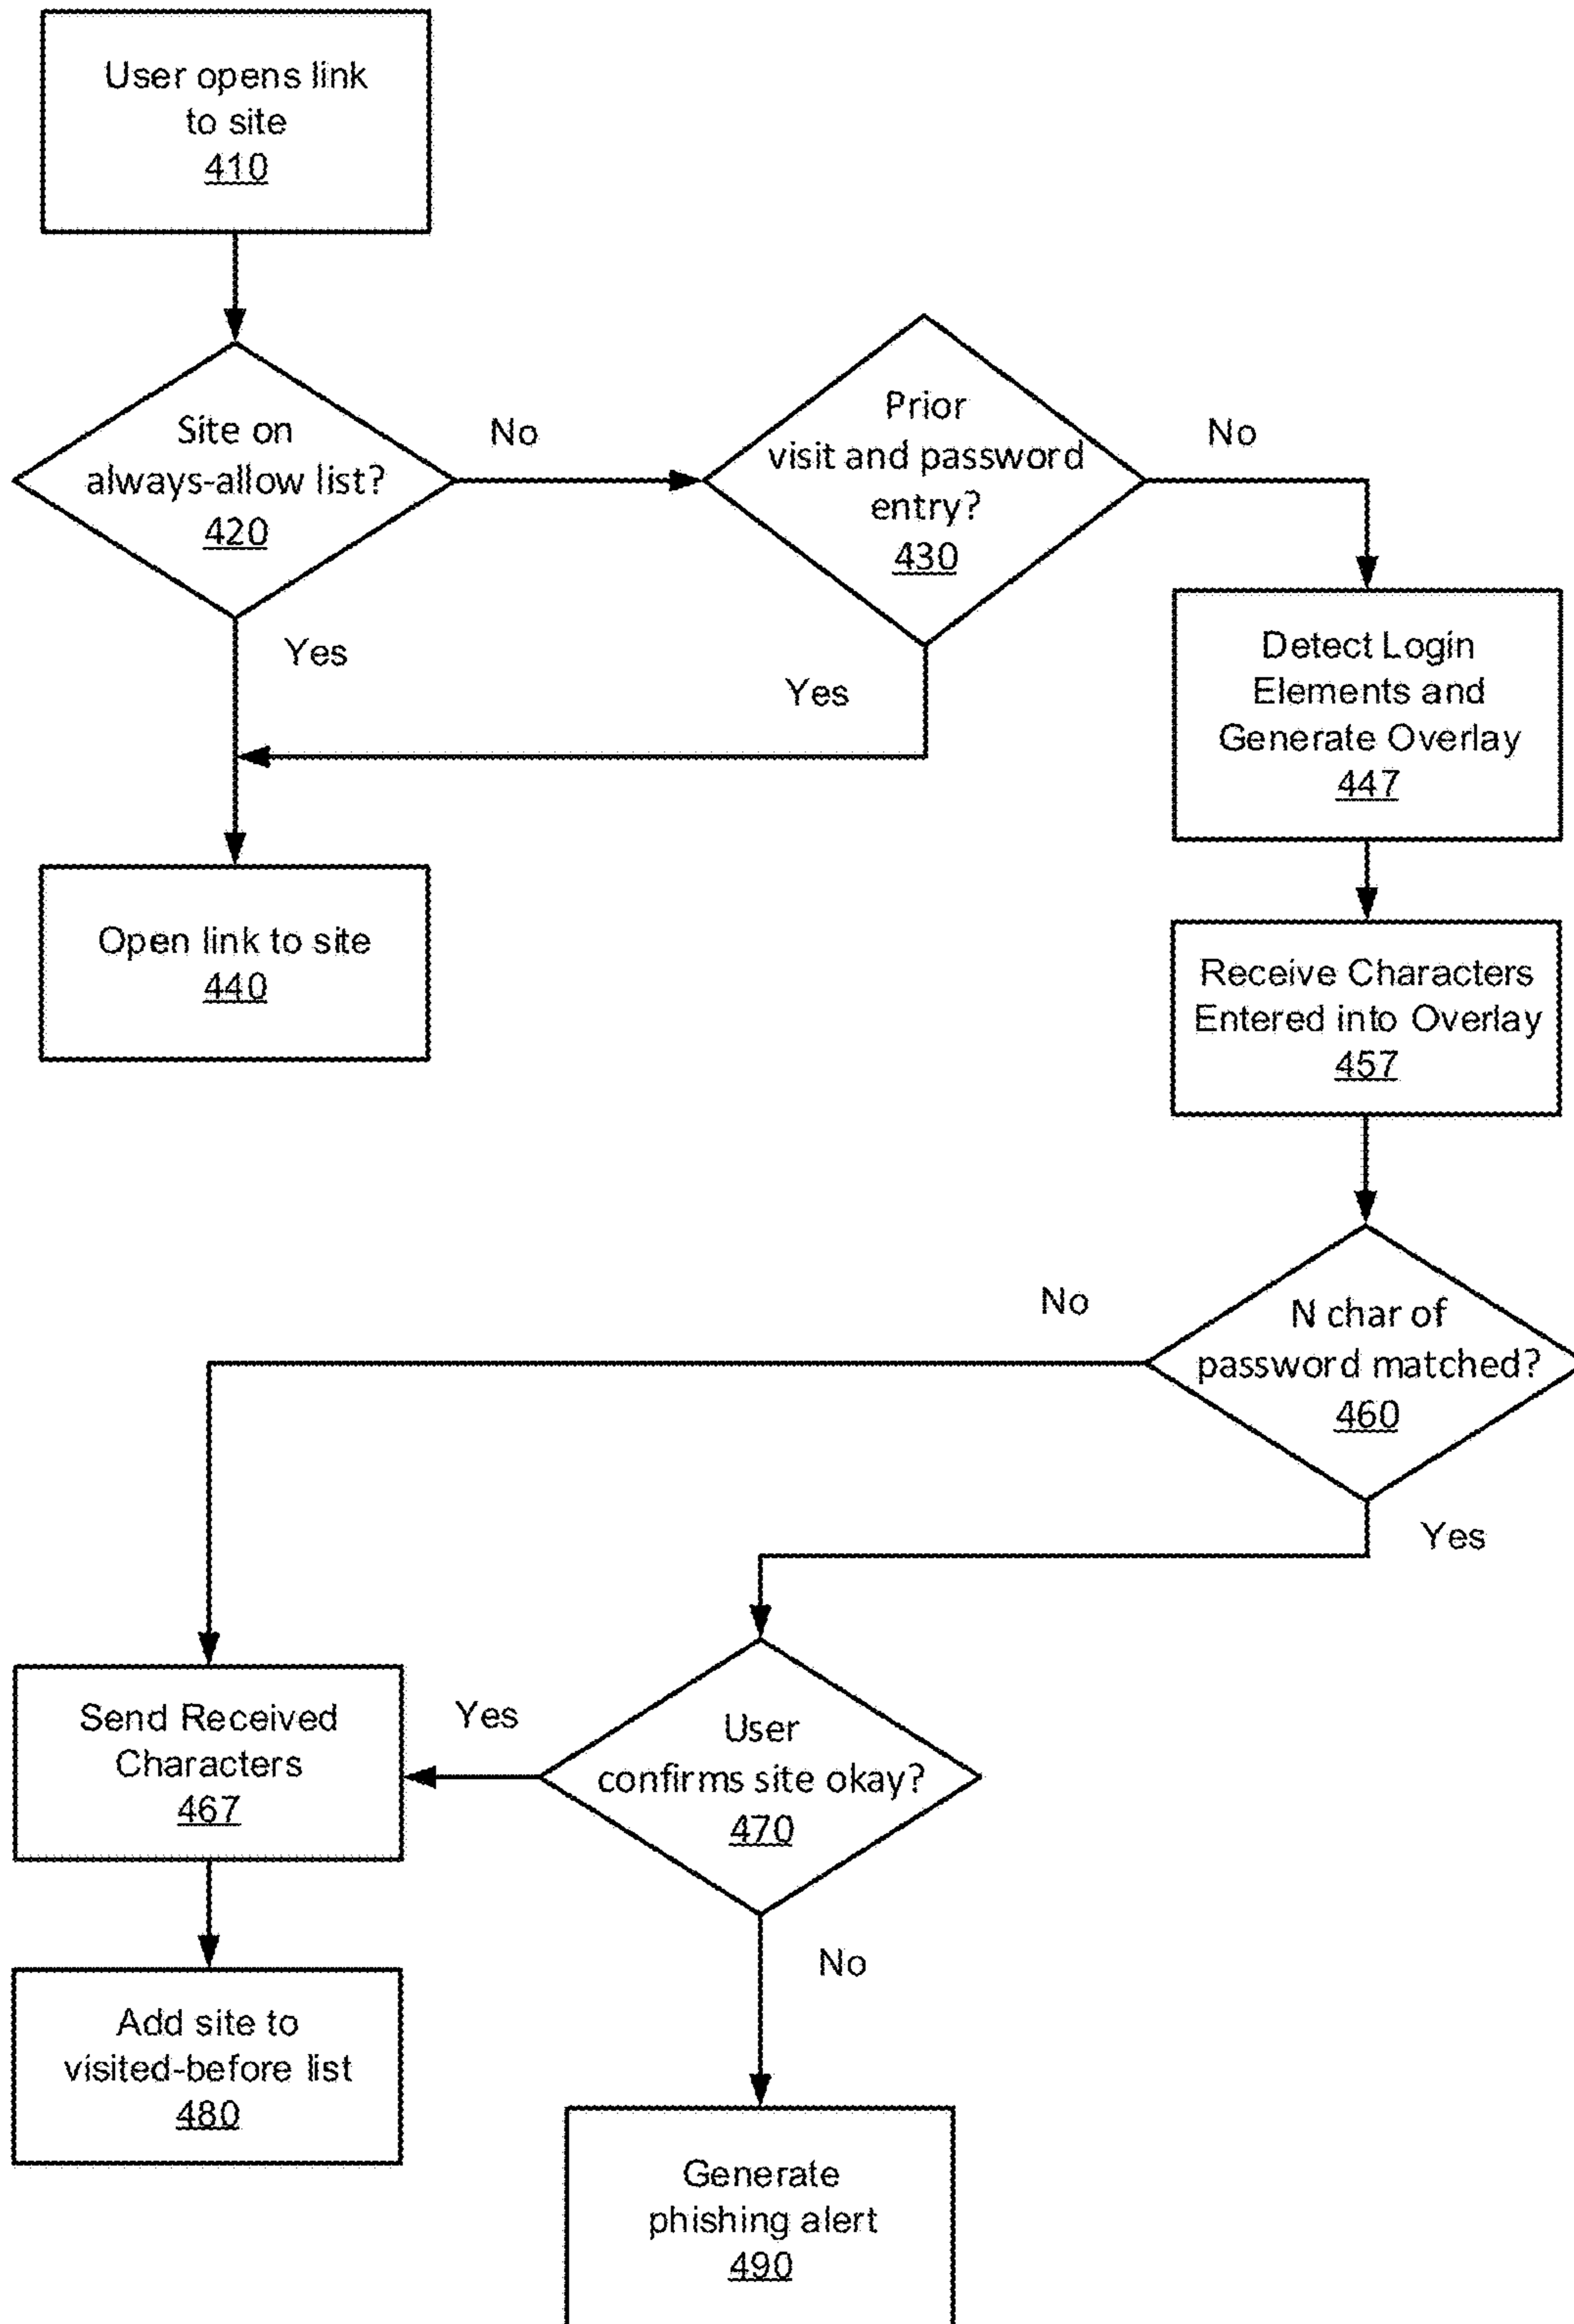 User opens link
to site
410
Site on
always-allow list?
420
No
Prior
visit and password
entry?
430
No
Yes
Yes
Detect Login
Elements and
Generate Overlay
447
Open link to site
440
Receive Characters
Entered into Overlay
457
No
N char of
password matched?
460
Yes
Send Received
Characters
467
Yes
User
confirms site okay?
470
No
Add site to
visited-before list
480
Generate
phishing alert
490